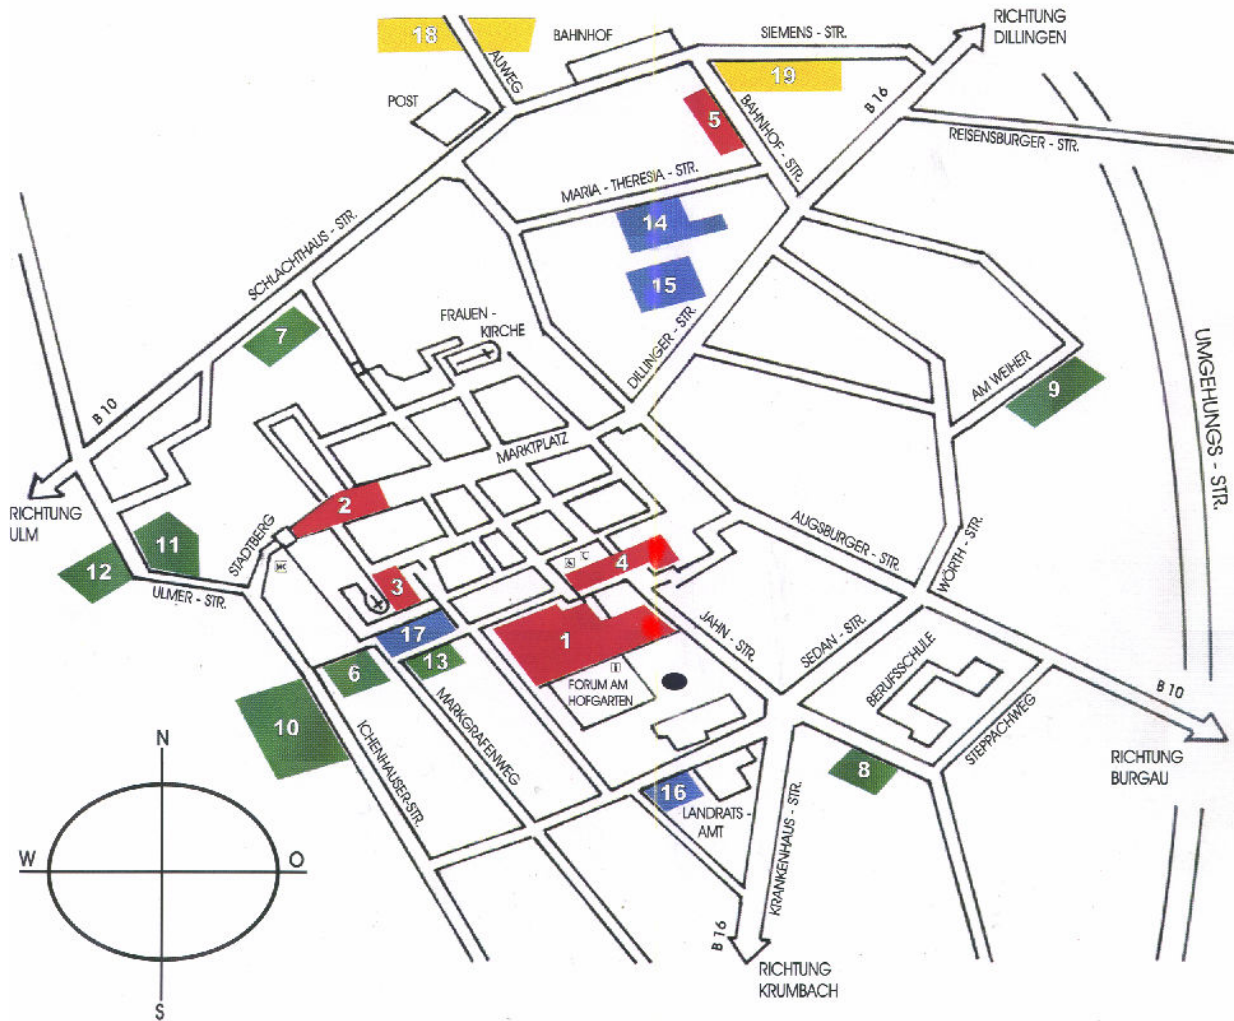 RICHTUNG
DILLINGEN
18
BAHNHOF
SIEMENS - STR.
AUWEG
19
POST
B 16
5
BAHNHOF - STR.
REISENSBURGER - STR.
MARIA - THERESIA - STR.
14
SCHLACHTHAUS - STR.
15
FRAUEN -
KIRCHE
7
DILLINGER - STR.
UMGEHUNGS - STR.
AM WEIHER
9
B 10
MARKTPLATZ
RICHTUNG
ULM
2
STADTBERG
AUGSBURGER - STR.
11
WÖRTH - STR.
12
4
ULMER - STR.
3
17
1
JAHN - STR.
SEDAN - STR.
13
6
FORUM AM
HOFGARTEN
BERUFSSCHULE
B 10
10
MARKGRAFENWEG
STEPPACHWEG
ICHENHAUSER-STR.
N
RICHTUNG
BURGAU
8
16
LANDRATS -
AMT
KRANKENHAUS - STR.
W
O
B 16
RICHTUNG
KRUMBACH
S